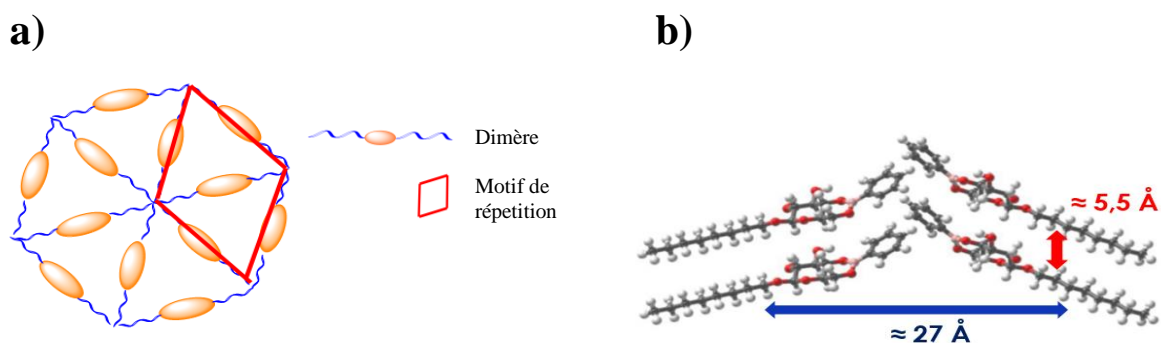 a)
b)
Dimère
Motif de
répetition
≈ 5,5 Å
≈ 27 Å